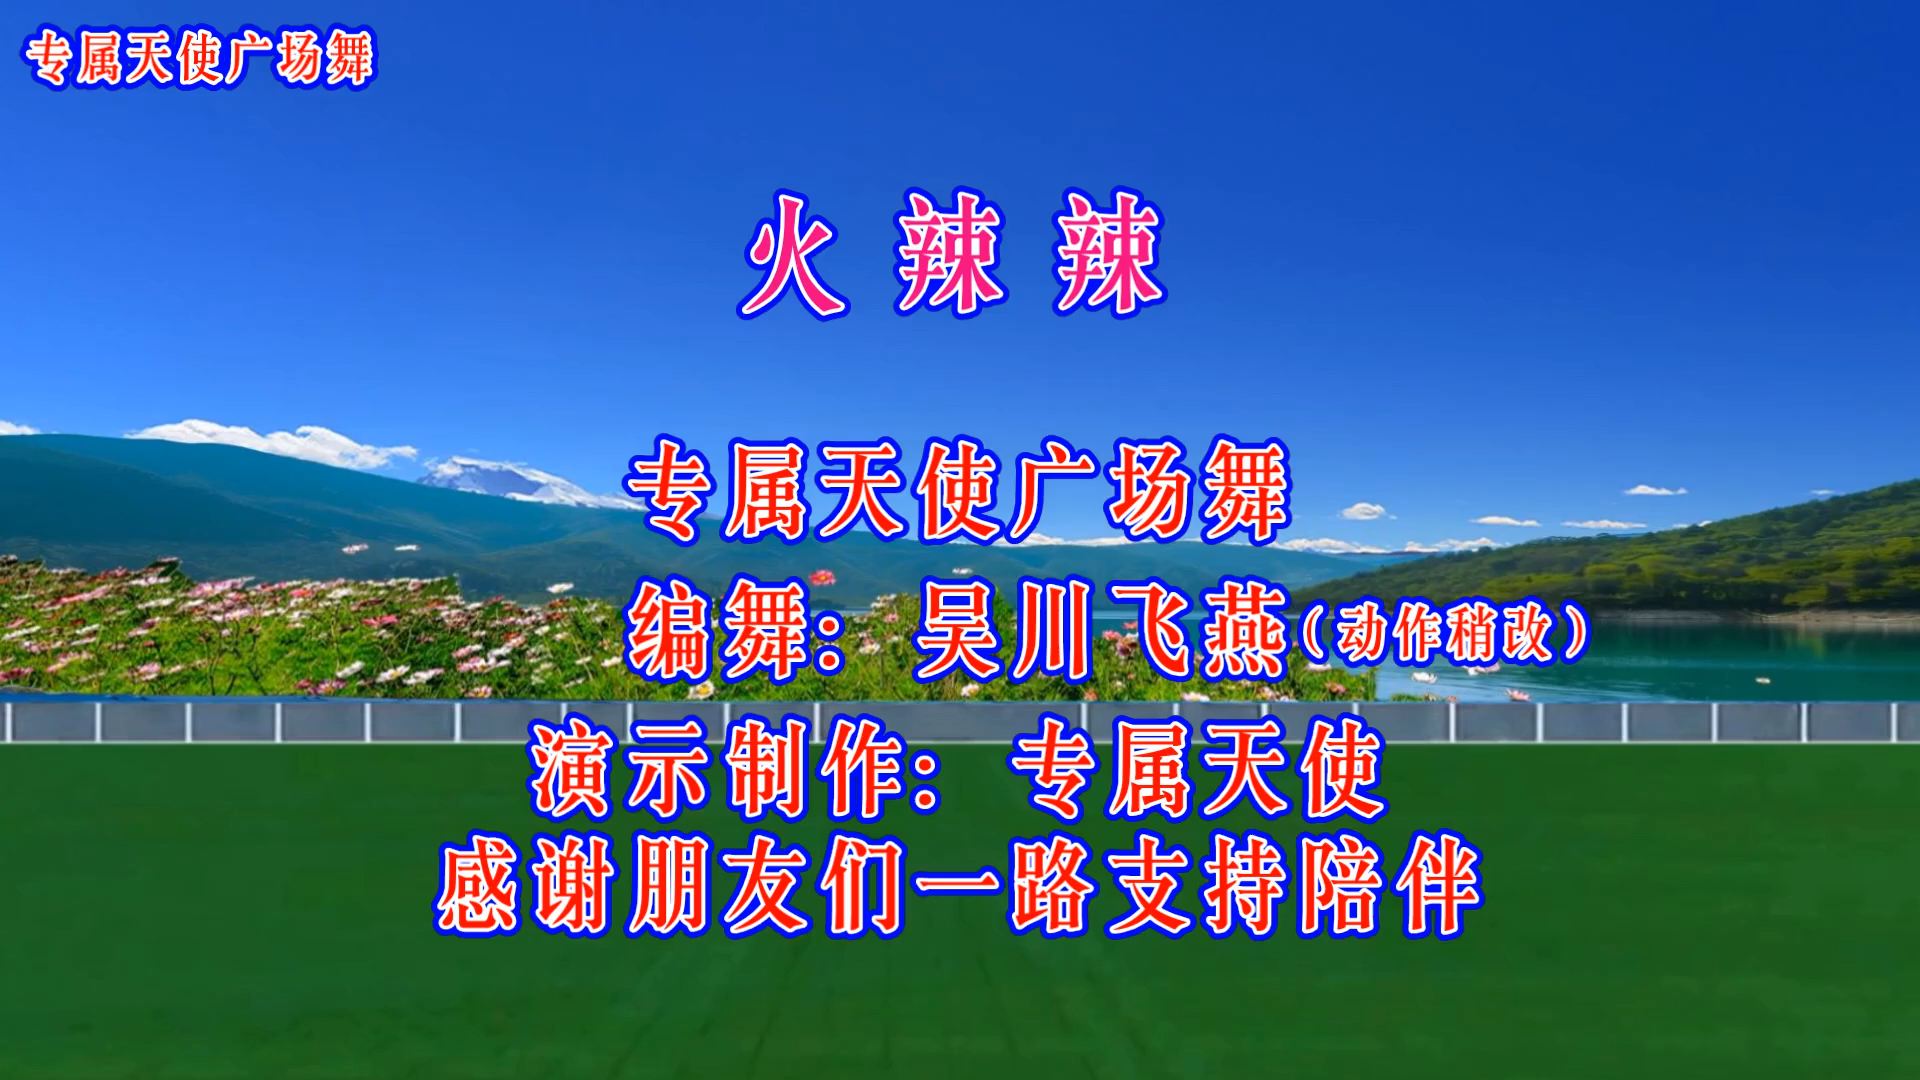 专属天使广场舞
火辣辣
专属天使广场舞
编舞：吴川飞燕（动作稍改）
演示制作：专属天使
感谢朋友们一路支持陪伴